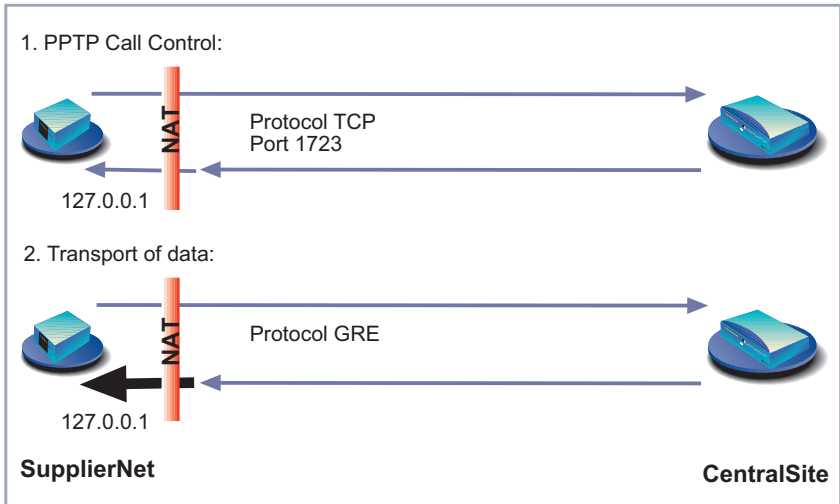 1. PPTP Call Control:
NAT
Protocol TCP
Port 1723
127.0.0.1
2. Transport of data:
NAT
Protocol GRE
127.0.0.1
SupplierNet
CentralSite